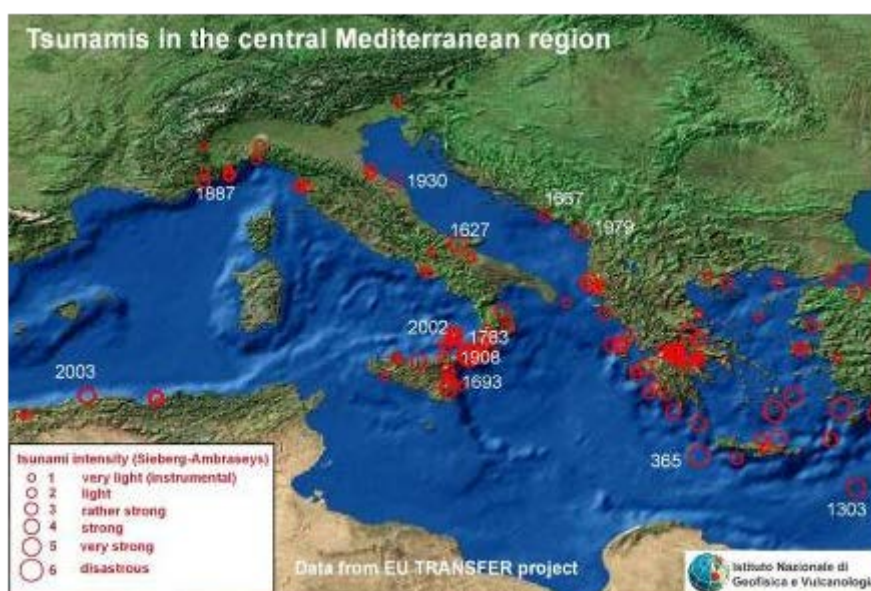 Tsunamis in the central Mediterranean region
1930
1887
1667
1627
1979
2002
1783
1908
2003
1693
365
1303
Tsunami intensity (Sieberg-Ambraseys)
1 very light (instrumental)
2 light
3 rather strong
4 strong
5 very strong
6 disastrous
Data from EU TRANSFER project
Istituto Nazionale di
Geofisica e Vulcanologia